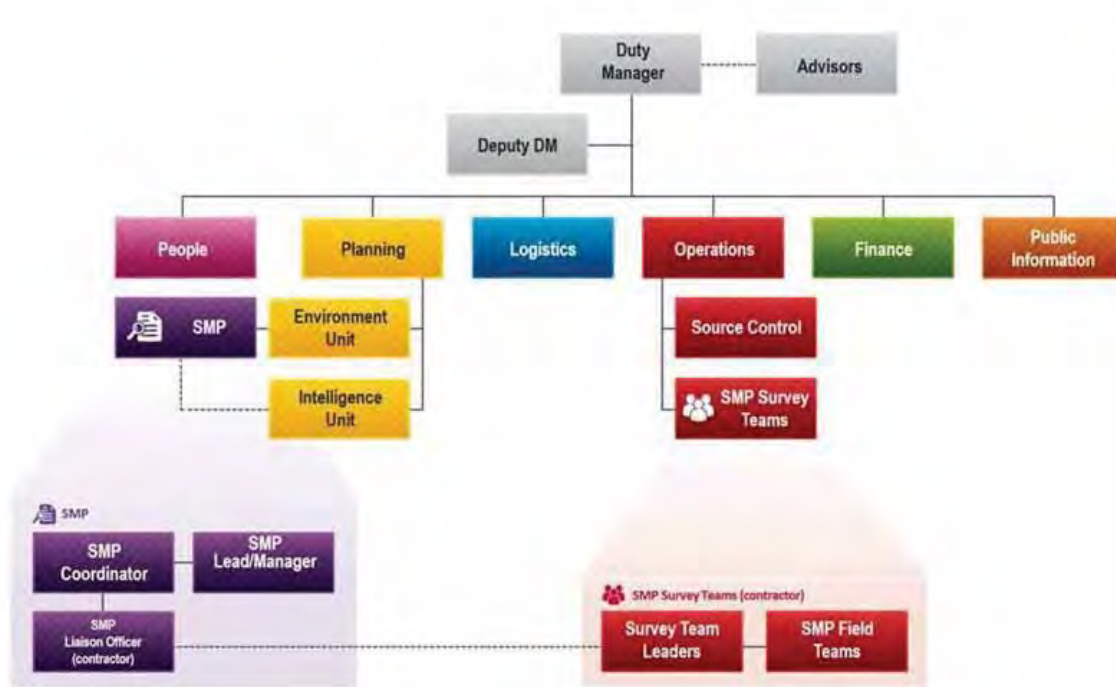 Duty
Manager
Advisors
Deputy DM
People
Planning
Logistics
Operations
Finance
Public
Information
SMP
Environment
Unit
Source Control
Intelligence
Unit
SMP Survey
Teams
SMP
SMP
Coordinator
SMP
Lead/Manager
SMP
Liaison Officer
(contractor)
SMP Survey Teams (contractor)
Survey Team
Leaders
SMP Field
Teams